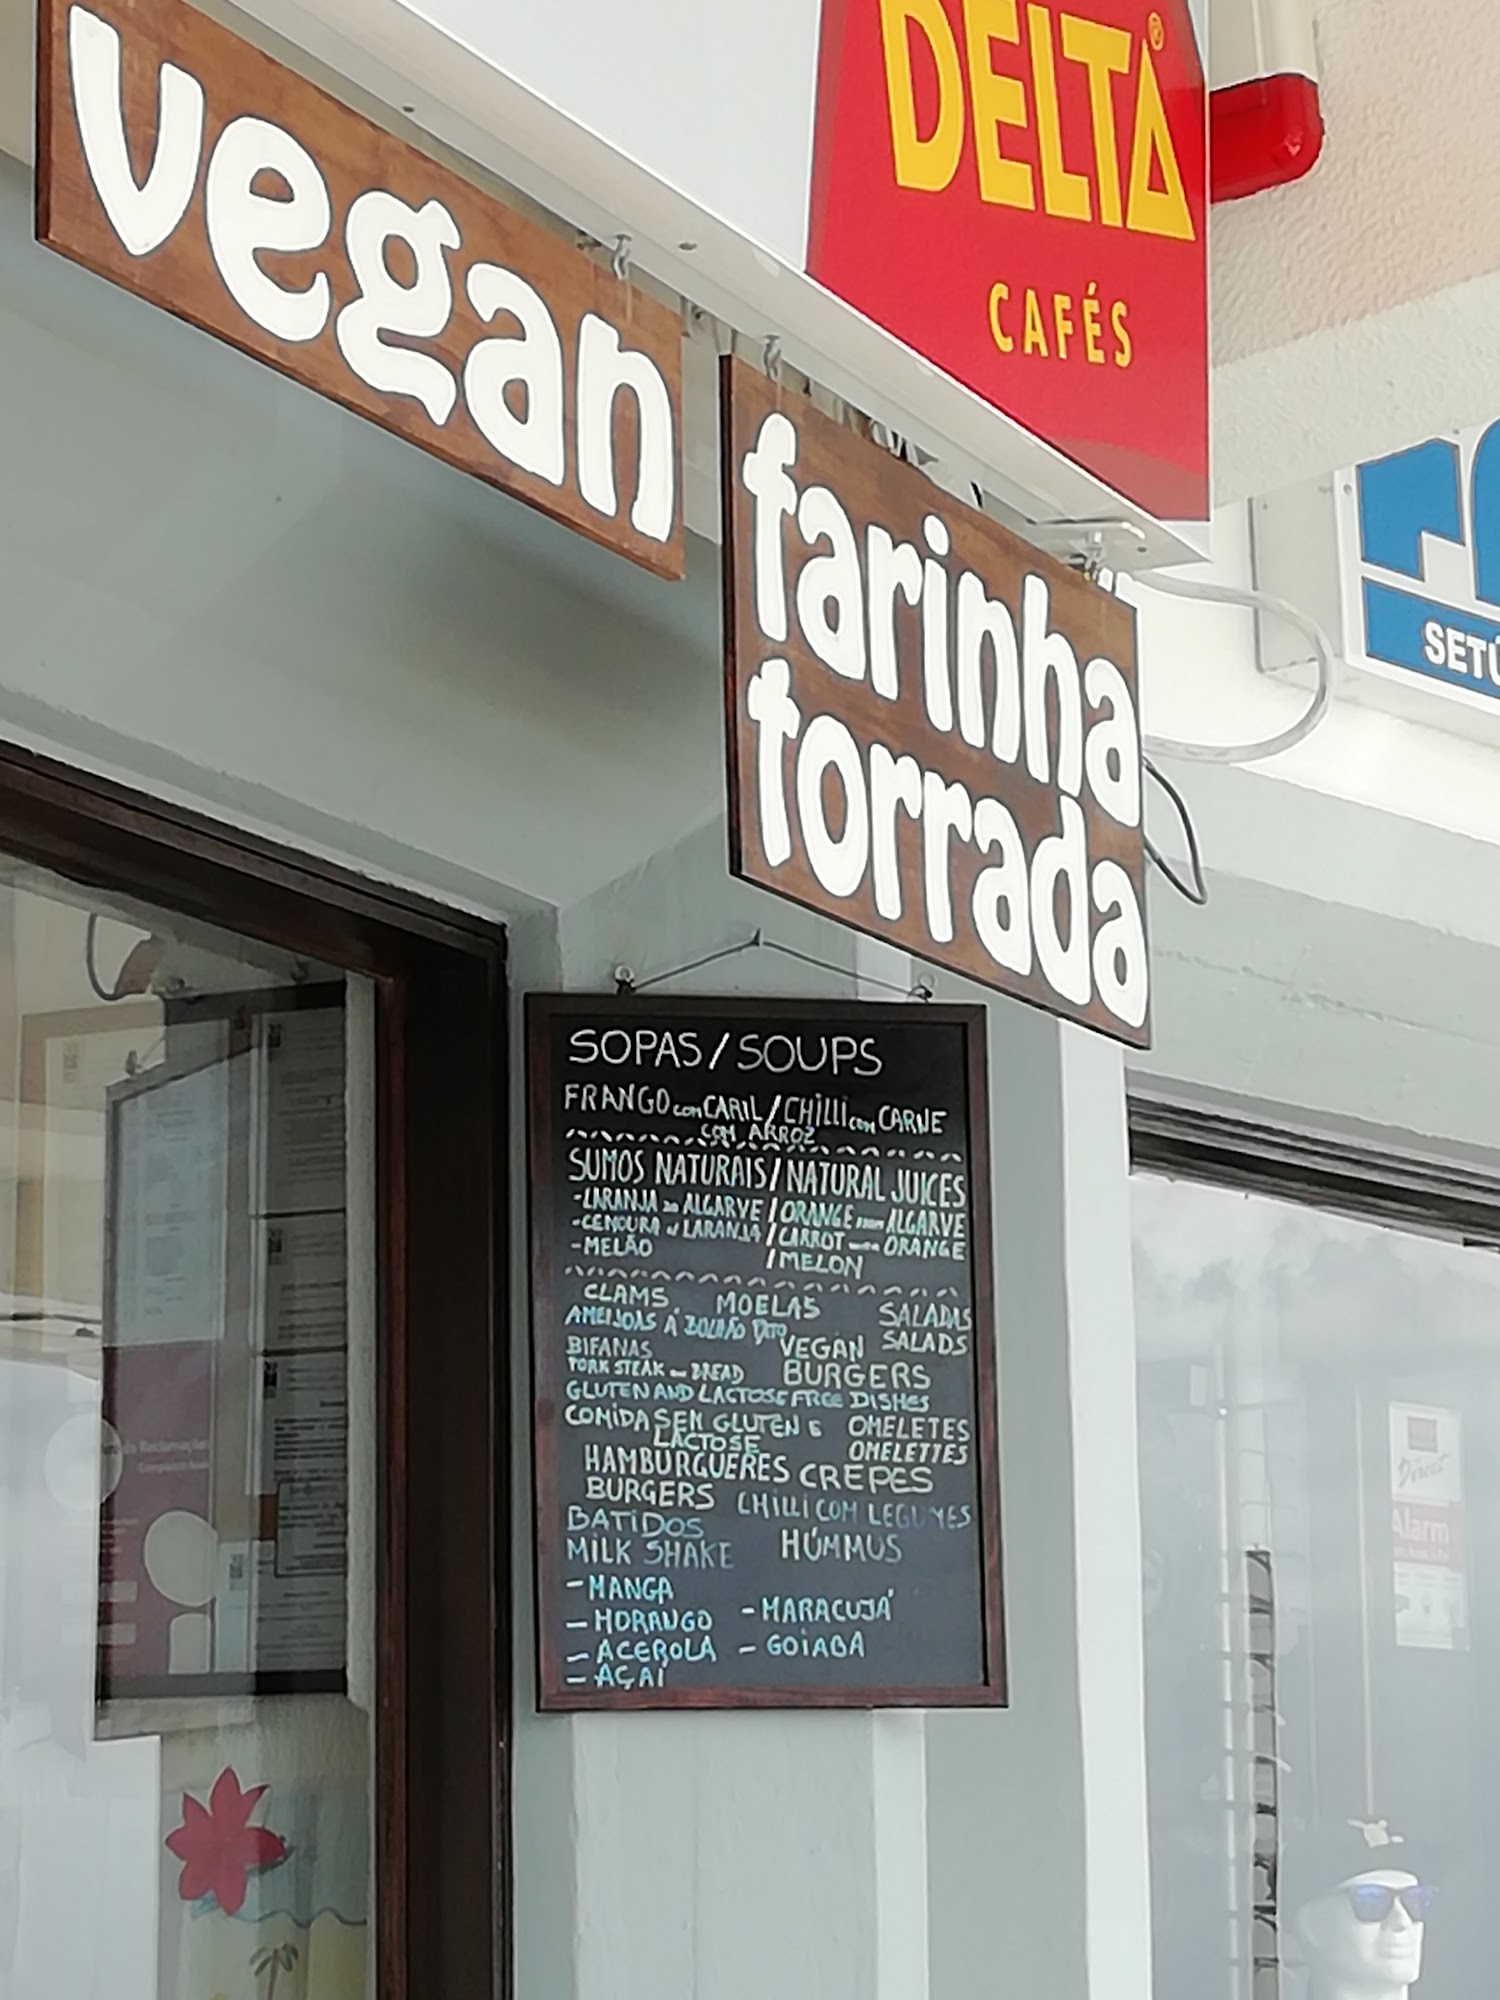 vegan
DELTA®
CAFÉS
farinha
torrada
SETÚ
SOPAS/SOUPS
FRANGO com CARIL/CHILLI com CARNE
COM ARROZ
SUMOS NATURAIS/NATURAL JUICES
-LARANJA DO ALGARVE/ORANGE FROM ALGARVE
-CENOURA e LARANJA/CARROT ORANGE
-MELÃO/MELON
CLAMS MOELAS SALADAS
AMEIJOAS Á BOLHÃO PATO SALADS
BIFANAS VEGAN
PORK STEAK BREAD BURGERS
GLUTEN AND LACTOSE FREE DISHES
COMIDA SEM GLUTEN E OMELETES
LACTOSE OMELETTES
HAMBURGUERES CREPES
BURGERS CHILLI COM LEGUMES
BATIDOS HÚMMUS
MILK SHAKE
-MANGA
-MORANGO -MARACUJÁ
-ACEROLA -GOIABA
-AÇAÍ
Direct
Alarm